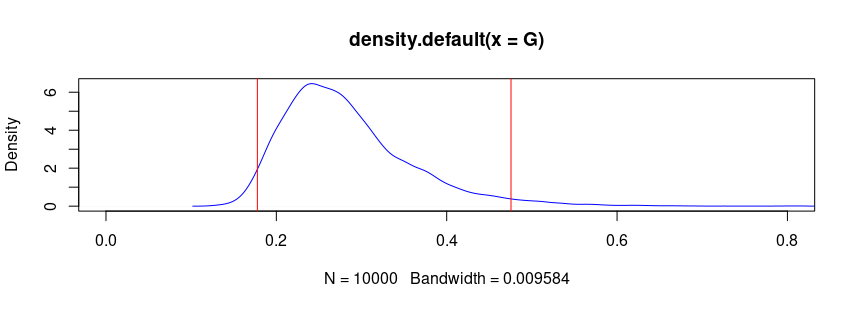 density.default(x = G)
Density
0 2 4 6
0.0 0.2 0.4 0.6 0.8
N = 10000 Bandwidth = 0.009584